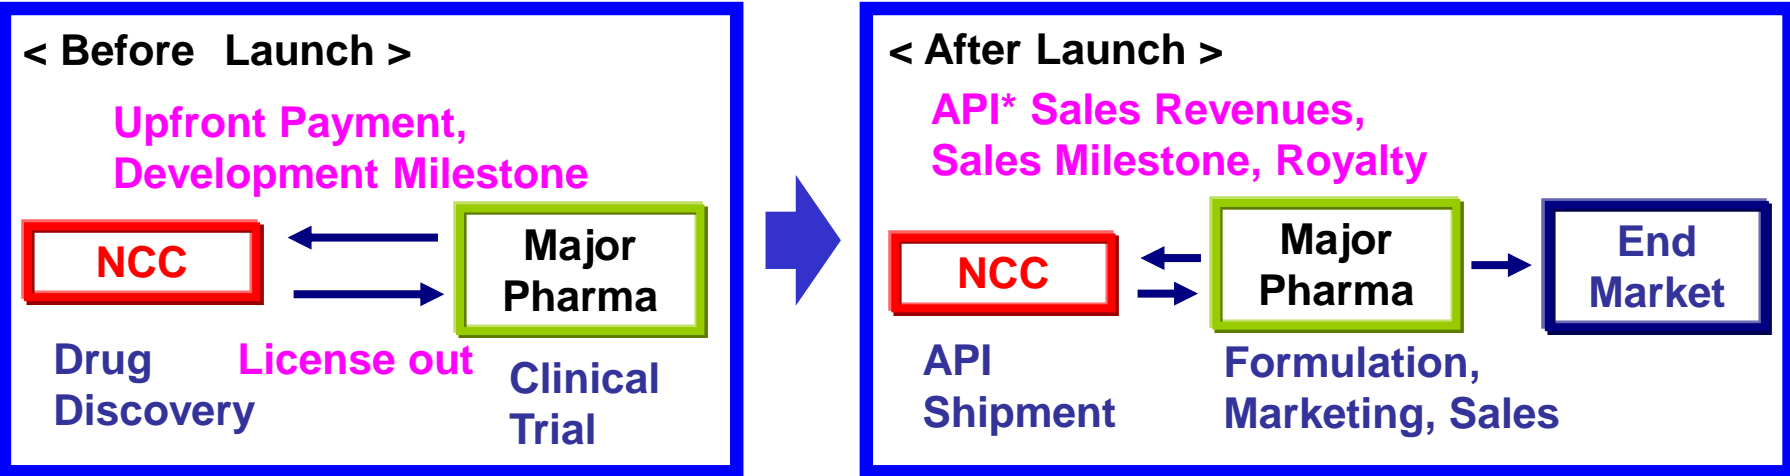 < Before Launch >
Upfront Payment,
Development Milestone
NCC
Major
Pharma
Drug
Discovery
License out
Clinical
Trial
< After Launch >
API* Sales Revenues,
Sales Milestone, Royalty
NCC
Major
Pharma
End
Market
API
Shipment
Formulation,
Marketing, Sales